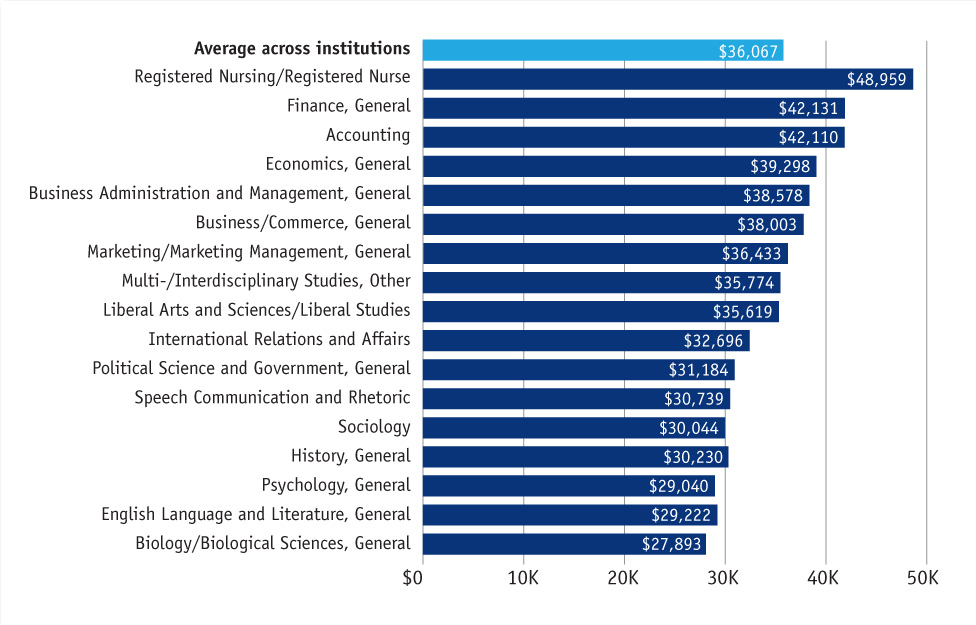 Average across institutions $36,067
Registered Nursing/Registered Nurse $48,959
Finance, General $42,131
Accounting $42,110
Economics, General $39,298
Business Administration and Management, General $38,578
Business/Commerce, General $38,003
Marketing/Marketing Management, General $36,433
Multi-/Interdisciplinary Studies, Other $35,774
Liberal Arts and Sciences/Liberal Studies $35,619
International Relations and Affairs $32,696
Political Science and Government, General $31,184
Speech Communication and Rhetoric $30,739
Sociology $30,044
History, General $30,230
Psychology, General $29,040
English Language and Literature, General $29,222
Biology/Biological Sciences, General $27,893
$0 10K 20K 30K 40K 50K